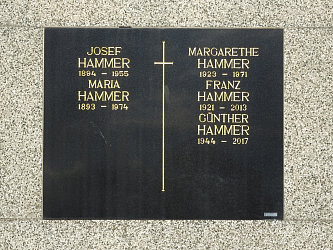 JOSEF
HAMMER
1894 – 1955
MARIA
HAMMER
1893 – 1974
MARGARETHE
HAMMER
1923 – 1971
FRANZ
HAMMER
1921 – 2013
GÜNTHER
HAMMER
1944 – 2017